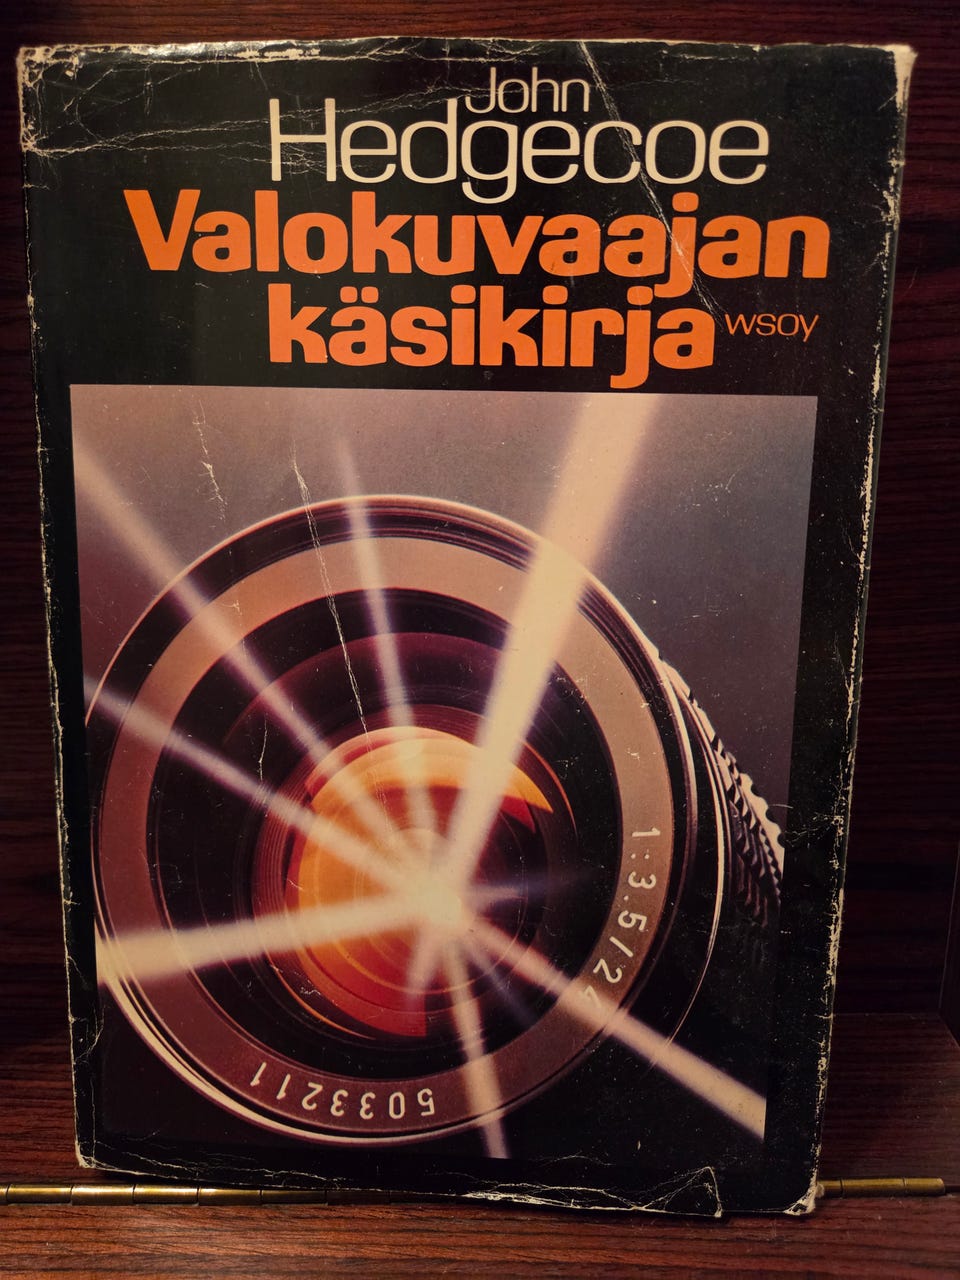 John
Hedgecoe
Valokuvaajan
käsikirja wsoy
1:3.5/24
5033211